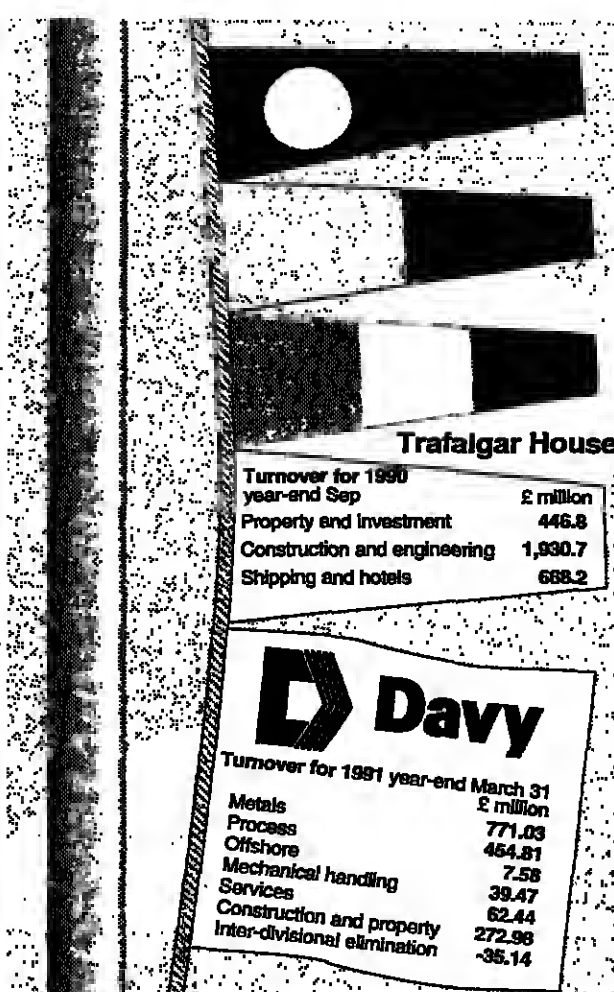 Trafalgar House
Turnover for 1990
year-end Sep £ million
Property and investment 446.8
Construction and engineering 1,930.7
Shipping and hotels 668.2
Davy
Turnover for 1991 year-end March 31
£ million
Metals 771.03
Process 454.81
Offshore 7.58
Mechanical handling 39.47
Services 62.44
Construction and property 272.98
Inter-divisional elimination -35.14